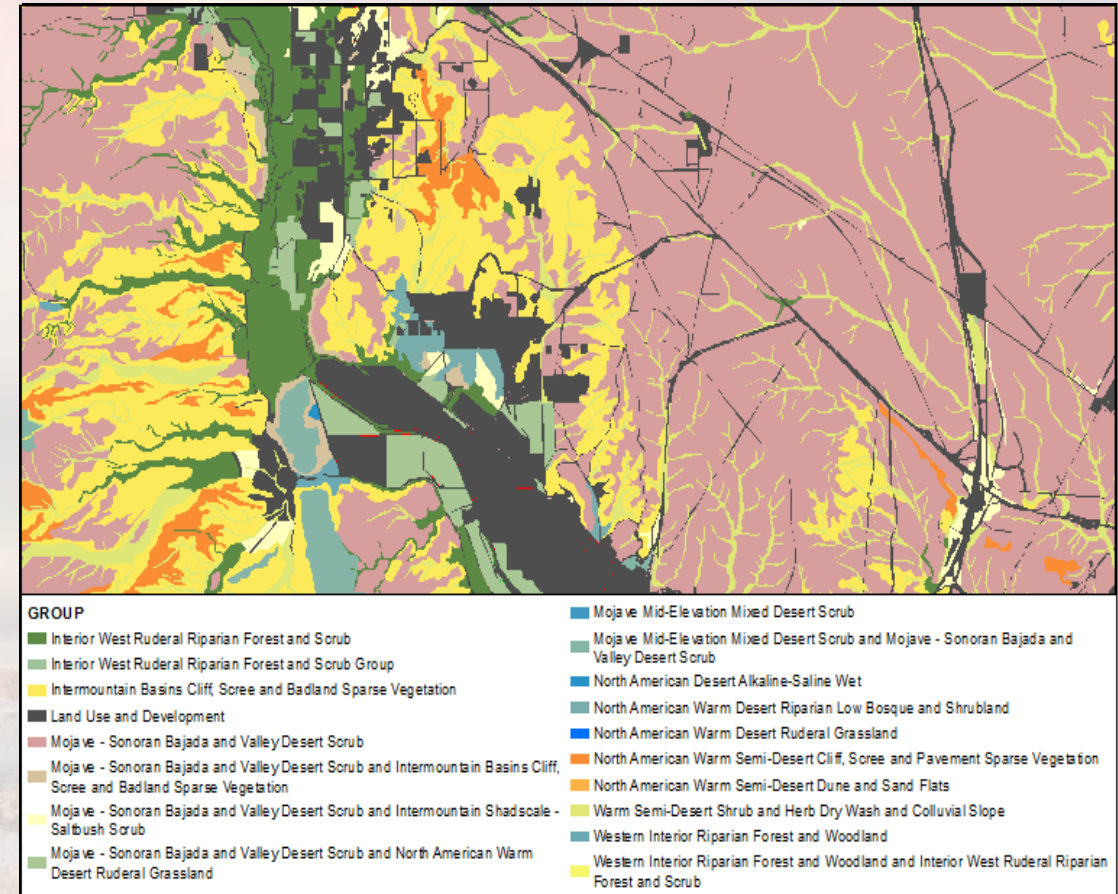 GROUP
Interior West Ruderal Riparian Forest and Scrub
Interior West Ruderal Riparian Forest and Scrub Group
Intermountain Basins Cliff, Scree and Badland Sparse Vegetation
Land Use and Development
Mojave - Sonoran Bajada and Valley Desert Scrub
Mojave - Sonoran Bajada and Valley Desert Scrub and Intermountain Basins Cliff,
Scree and Badland Sparse Vegetation
Mojave - Sonoran Bajada and Valley Desert Scrub and Intermountain Shadscale -
Saltbush Scrub
Mojave - Sonoran Bajada and Valley Desert Scrub and North American Warm
Desert Ruderal Grassland
Mojave Mid-Elevation Mixed Desert Scrub
Mojave Mid-Elevation Mixed Desert Scrub and Mojave - Sonoran Bajada and
Valley Desert Scrub
North American Desert Alkaline-Saline Wet
North American Warm Desert Riparian Low Bosque and Shrubland
North American Warm Desert Ruderal Grassland
North American Warm Semi-Desert Cliff, Scree and Pavement Sparse Vegetation
North American Warm Semi-Desert Dune and Sand Flats
Warm Semi-Desert Shrub and Herb Dry Wash and Colluvial Slope
Western Interior Riparian Forest and Woodland
Western Interior Riparian Forest and Woodland and Interior West Ruderal Riparian
Forest and Scrub